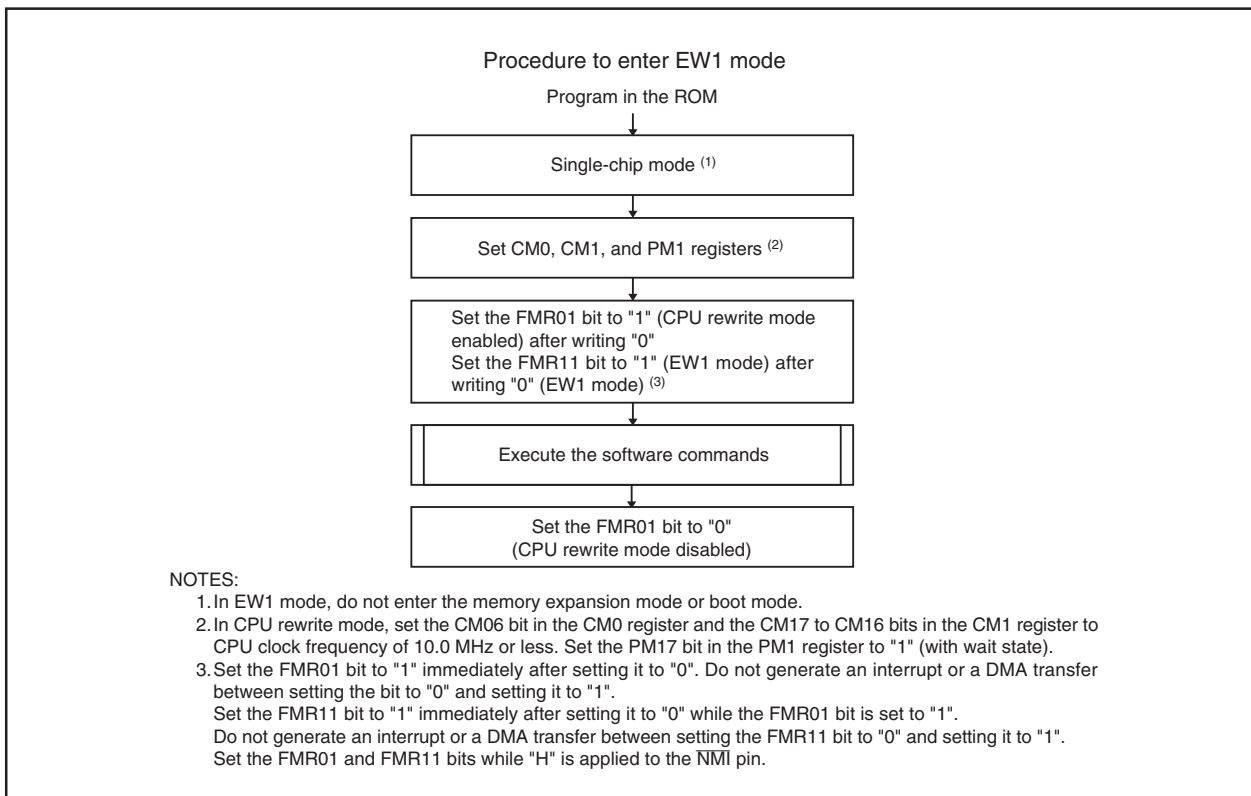 Procedure to enter EW1 mode
Program in the ROM
Single-chip mode (1)
Set CM0, CM1, and PM1 registers (2)
Set the FMR01 bit to "1" (CPU rewrite mode
enabled) after writing "0"
Set the FMR11 bit to "1" (EW1 mode) after
writing "0" (EW1 mode) (3)
Execute the software commands
Set the FMR01 bit to "0"
(CPU rewrite mode disabled)
NOTES:
1. In EW1 mode, do not enter the memory expansion mode or boot mode.
2. In CPU rewrite mode, set the CM06 bit in the CM0 register and the CM17 to CM16 bits in the CM1 register to
CPU clock frequency of 10.0 MHz or less. Set the PM17 bit in the PM1 register to "1" (with wait state).
3. Set the FMR01 bit to "1" immediately after setting it to "0". Do not generate an interrupt or a DMA transfer
between setting the bit to "0" and setting it to "1".
Set the FMR11 bit to "1" immediately after setting it to "0" while the FMR01 bit is set to "1".
Do not generate an interrupt or a DMA transfer between setting the FMR11 bit to "0" and setting it to "1".
Set the FMR01 and FMR11 bits while "H" is applied to the N̅M̅I̅ pin.